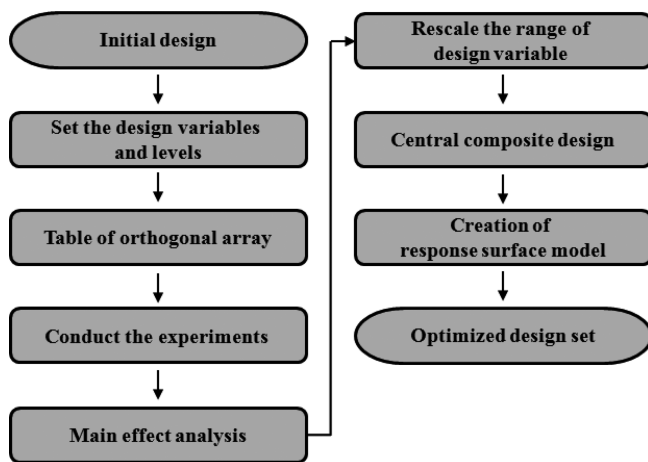 Initial design
Set the design variables
and levels
Table of orthogonal array
Conduct the experiments
Main effect analysis
Rescale the range of
design variable
Central composite design
Creation of
response surface model
Optimized design set